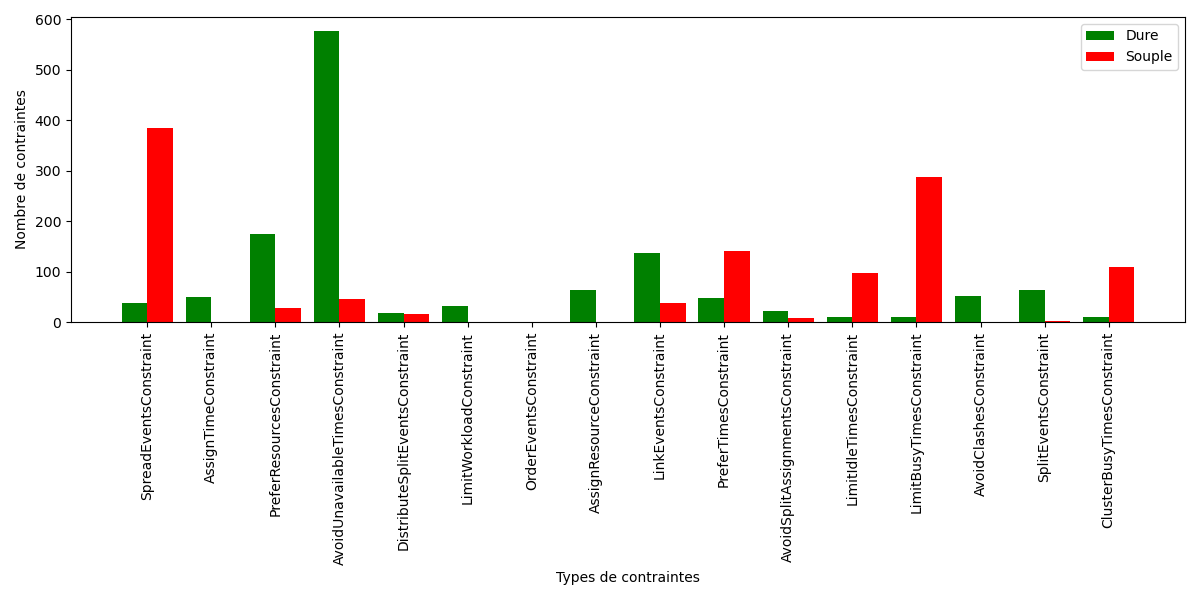 600
500
400
300
200
100
0
Nombre de contraintes
Dure
Souple
SpreadEventsConstraint
AssignTimeConstraint
PreferResourcesConstraint
AvoidUnavailableTimesConstraint
DistributeSplitEventsConstraint
LimitWorkloadConstraint
OrderEventsConstraint
AssignResourceConstraint
LinkEventsConstraint
PreferTimesConstraint
AvoidSplitAssignmentsConstraint
LimitIdleTimesConstraint
LimitBusyTimesConstraint
AvoidClashesConstraint
SplitEventsConstraint
ClusterBusyTimesConstraint
Types de contraintes